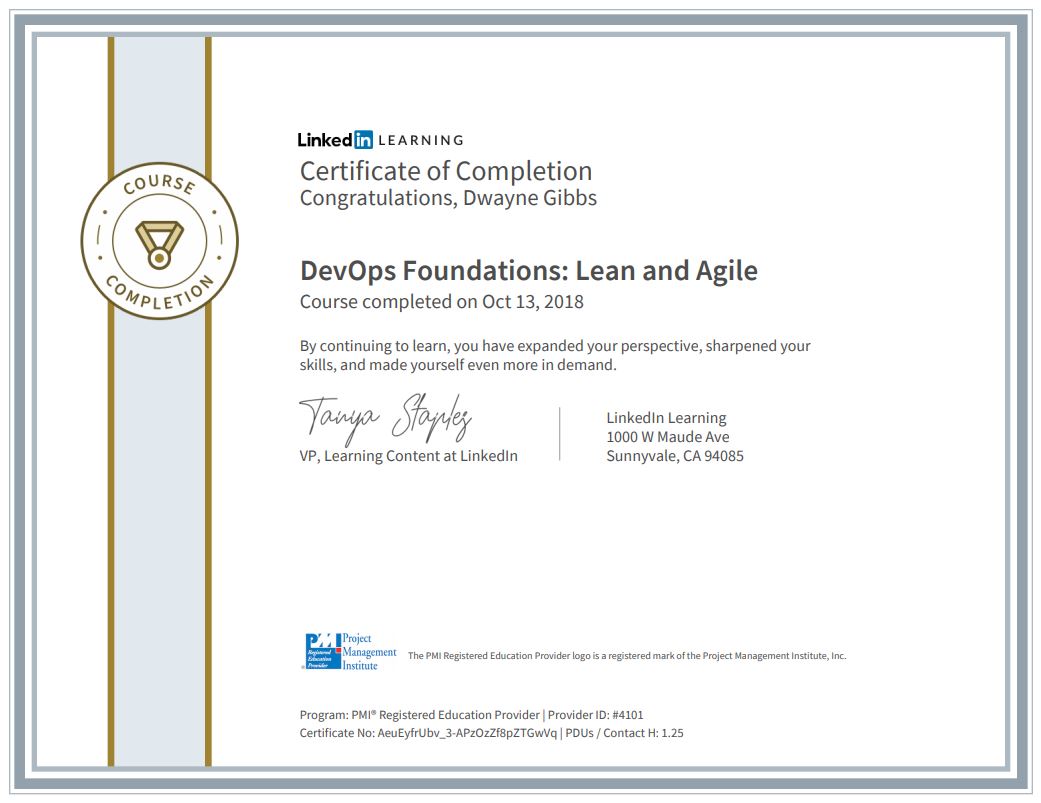 COURSE
COMPLETION
Linked in LEARNING
Certificate of Completion
Congratulations, Dwayne Gibbs
DevOps Foundations: Lean and Agile
Course completed on Oct 13, 2018
By continuing to learn, you have expanded your perspective, sharpened your
skills, and made yourself even more in demand.
Tanya Staples
VP, Learning Content at LinkedIn
LinkedIn Learning
1000 W Maude Ave
Sunnyvale, CA 94085
PMI
Registered
Education
Provider
Project
Management
Institute
The PMI Registered Education Provider logo is a registered mark of the Project Management Institute, Inc.
Program: PMI® Registered Education Provider | Provider ID: #4101
Certificate No: AeuEyfrUbv_3-APzOzZf8pZTGwVq | PDUs / Contact H: 1.25